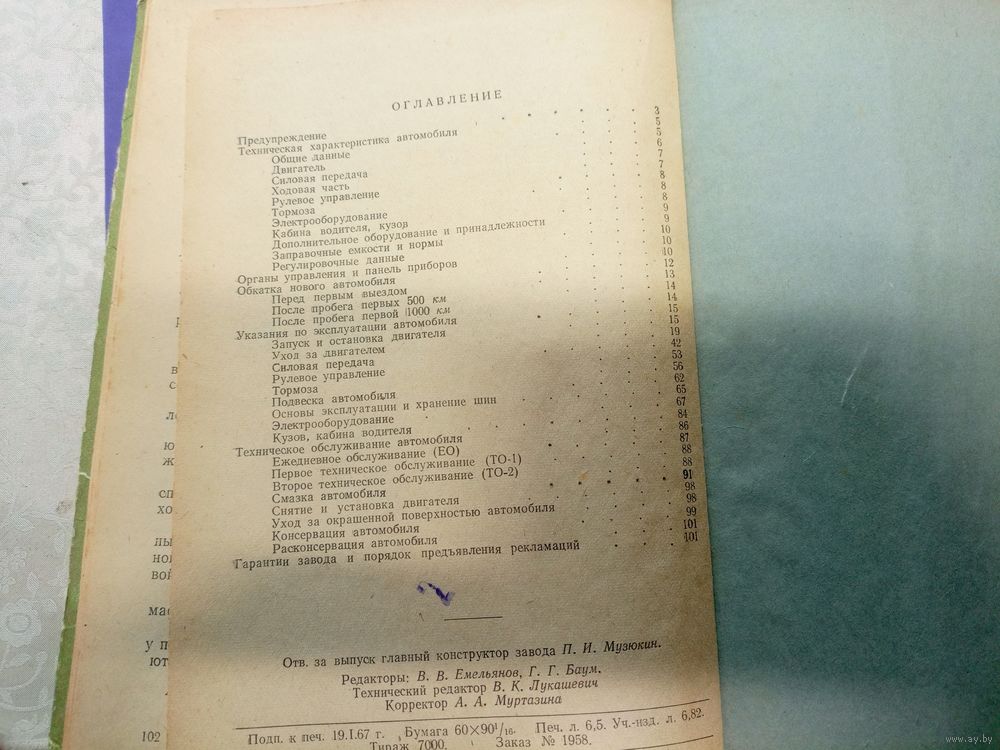 ОГЛАВЛЕНИЕ
Предупреждение 3
Техническая характеристика автомобиля 5
Общие данные 5
Двигатель 6
Силовая передача 7
Ходовая часть 7
Рулевое управление 8
Тормоза 8
Электрооборудование 8
Кабина водителя, кузов 9
Дополнительное оборудование и принадлежности 9
Заправочные емкости и нормы 10
Регулировочные данные 10
Органы управления и панель приборов 10
Обкатка нового автомобиля 12
Перед первым выездом 13
После пробега первых 500 км 14
После пробега первой 1000 км 14
Указания по эксплуатации автомобиля 15
Запуск и остановка двигателя 15
Уход за двигателем 19
Силовая передача 42
Рулевое управление 53
Тормоза 56
Подвеска автомобиля 62
Основы эксплуатации и хранение шин 65
Электрооборудование 67
Кузов, кабина водителя 84
Техническое обслуживание автомобиля 86
Ежедневное обслуживание (ЕО) 87
Первое техническое обслуживание (ТО-1) 88
Второе техническое обслуживание (ТО-2) 88
Смазка автомобиля 91
Снятие и установка двигателя 98
Уход за окрашенной поверхностью автомобиля 98
Консервация автомобиля 99
Расконсервация автомобиля 101
Гарантии завода и порядок предъявления рекламаций 101
Отв. за выпуск главный конструктор завода П. И. Музюкин.
Редакторы: В. В. Емельянов, Г. Г. Баум.
Технический редактор В. К. Лукашевич
Корректор А. А. Муртазина
Подп. к печ. 19.I.67 г. Бумага 60×90¹/₁₆. Печ. л. 6,5. Уч.-изд. л. 6,82.
Тираж 7000. Заказ № 1958.
102
www.ay.by